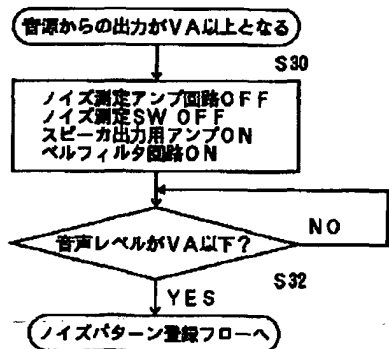 音源からの出力がVA以上となる
S30
ノイズ測定アンプ回路OFF
ノイズ測定SW OFF
スピーカ出力用アンプON
ベルフィルタ回路ON
音声レベルがVA以下?
NO
S32
YES
ノイズパターン登録フローへ